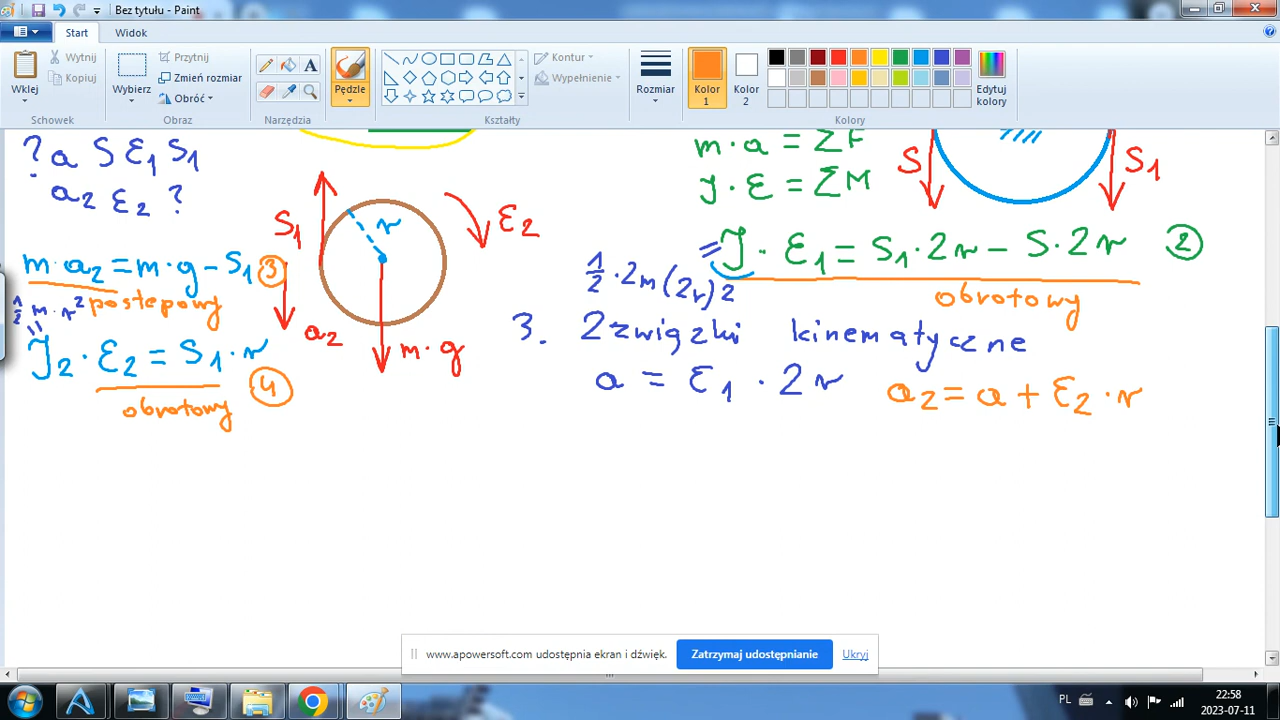 Bez tytułu - Paint
Start Widok
Wklej
Wytnij
Kopiuj
Schowek
Wybierz
Przytnij
Zmień rozmiar
Obróć
Obraz
Narzędzia
Pędzle
Kształty
Kontur
Wypełnienie
Rozmiar
Kolor 1
Kolor 2
Edytuj kolory
Kolory
? a S ε₁ S₁
a₂ ε₂ ?
S₁
r
ε₂
m·a₂ = m·g - S₁ ③
postępowy
½ m·r²
J₂·ε₂ = S₁·r
④
obrotowy
a₂
m·g
m·a = ΣF
J·ε = ΣM
S
S₁
J·ε₁ = S₁·2r - S·2r ②
=
½·2m(2r)2
obrotowy
3. 2 związki kinematyczne
a = ε₁·2r
a₂ = a + ε₂·r
www.apowersoft.com udostępnia ekran i dźwięk.
Zatrzymaj udostępnianie
Ukryj
PL
22:58
2023-07-11